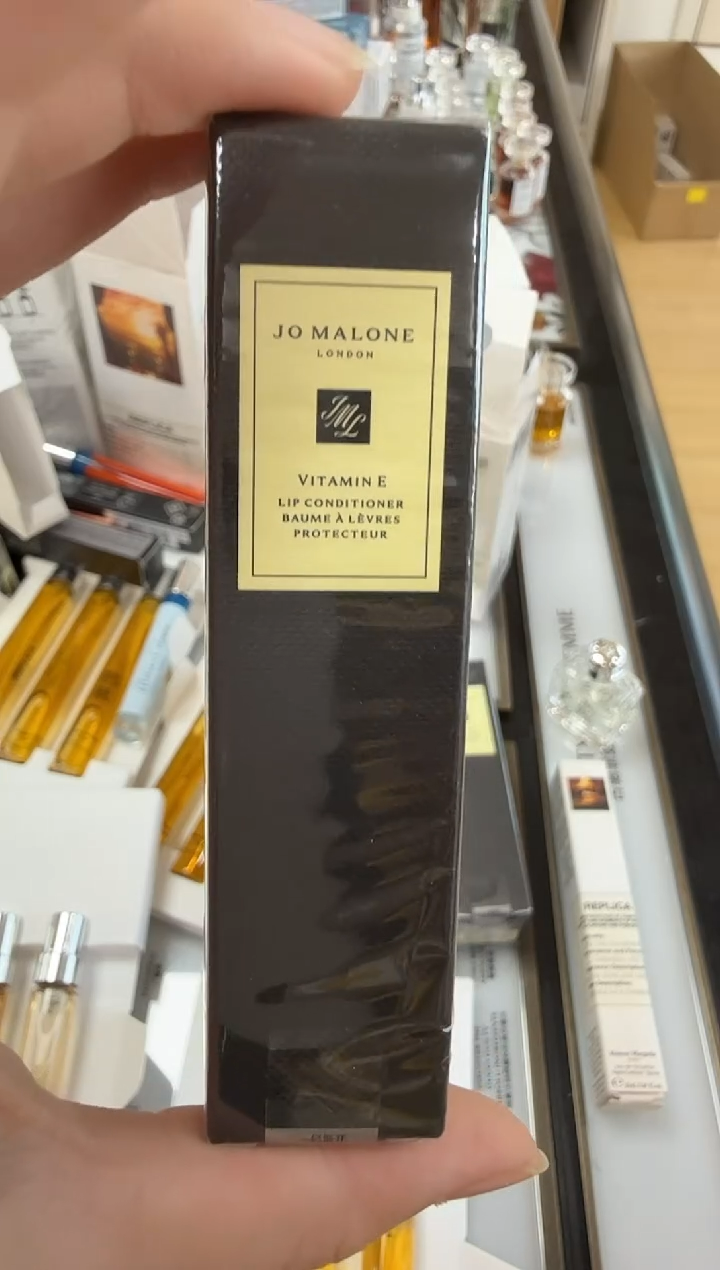 JO MALONE
LONDON
JML
VITAMIN E
LIP CONDITIONER
BAUME À LÈVRES
PROTECTEUR
REPLICA